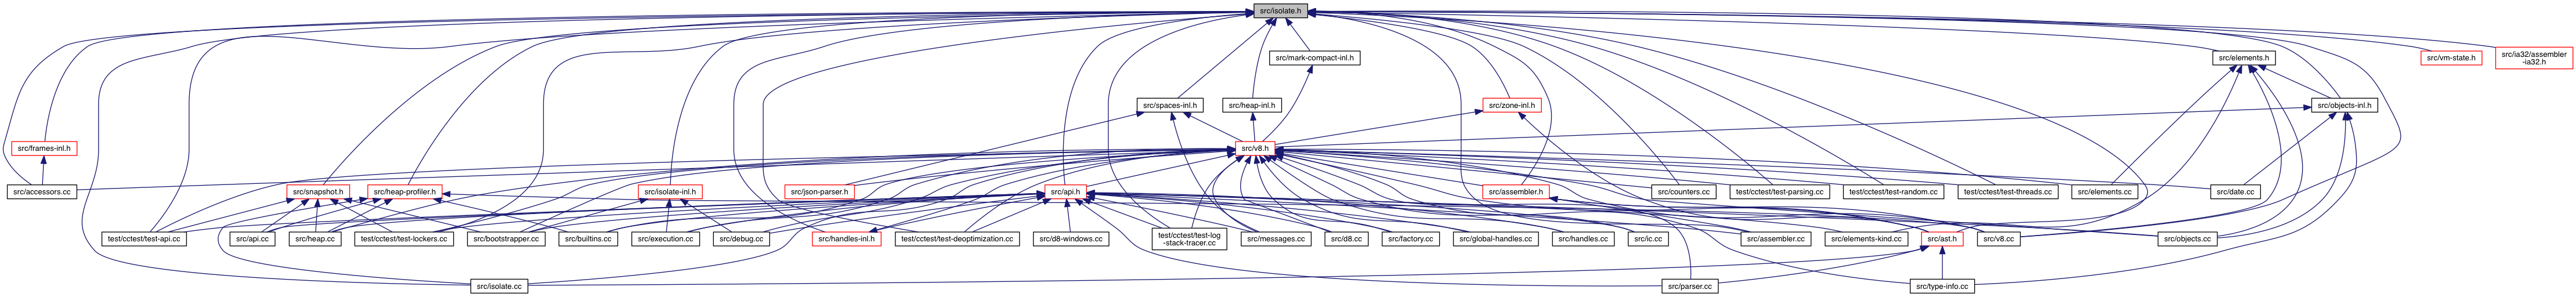 src/isolate.h
src/mark-compact-inl.h
src/elements.h
src/vm-state.h
src/ia32/assembler
-ia32.h
src/spaces-inl.h
src/heap-inl.h
src/zone-inl.h
src/objects-inl.h
src/frames-inl.h
src/v8.h
src/accessors.cc
src/snapshot.h
src/heap-profiler.h
src/isolate-inl.h
src/json-parser.h
src/api.h
src/assembler.h
src/counters.cc
test/cctest/test-parsing.cc
test/cctest/test-random.cc
test/cctest/test-threads.cc
src/elements.cc
src/date.cc
test/cctest/test-api.cc
src/api.cc
src/heap.cc
test/cctest/test-lockers.cc
src/bootstrapper.cc
src/builtins.cc
src/execution.cc
src/debug.cc
src/handles-inl.h
test/cctest/test-deoptimization.cc
src/d8-windows.cc
test/cctest/test-log
-stack-tracer.cc
src/messages.cc
src/d8.cc
src/factory.cc
src/global-handles.cc
src/handles.cc
src/ic.cc
src/assembler.cc
src/elements-kind.cc
src/ast.h
src/v8.cc
src/objects.cc
src/isolate.cc
src/parser.cc
src/type-info.cc